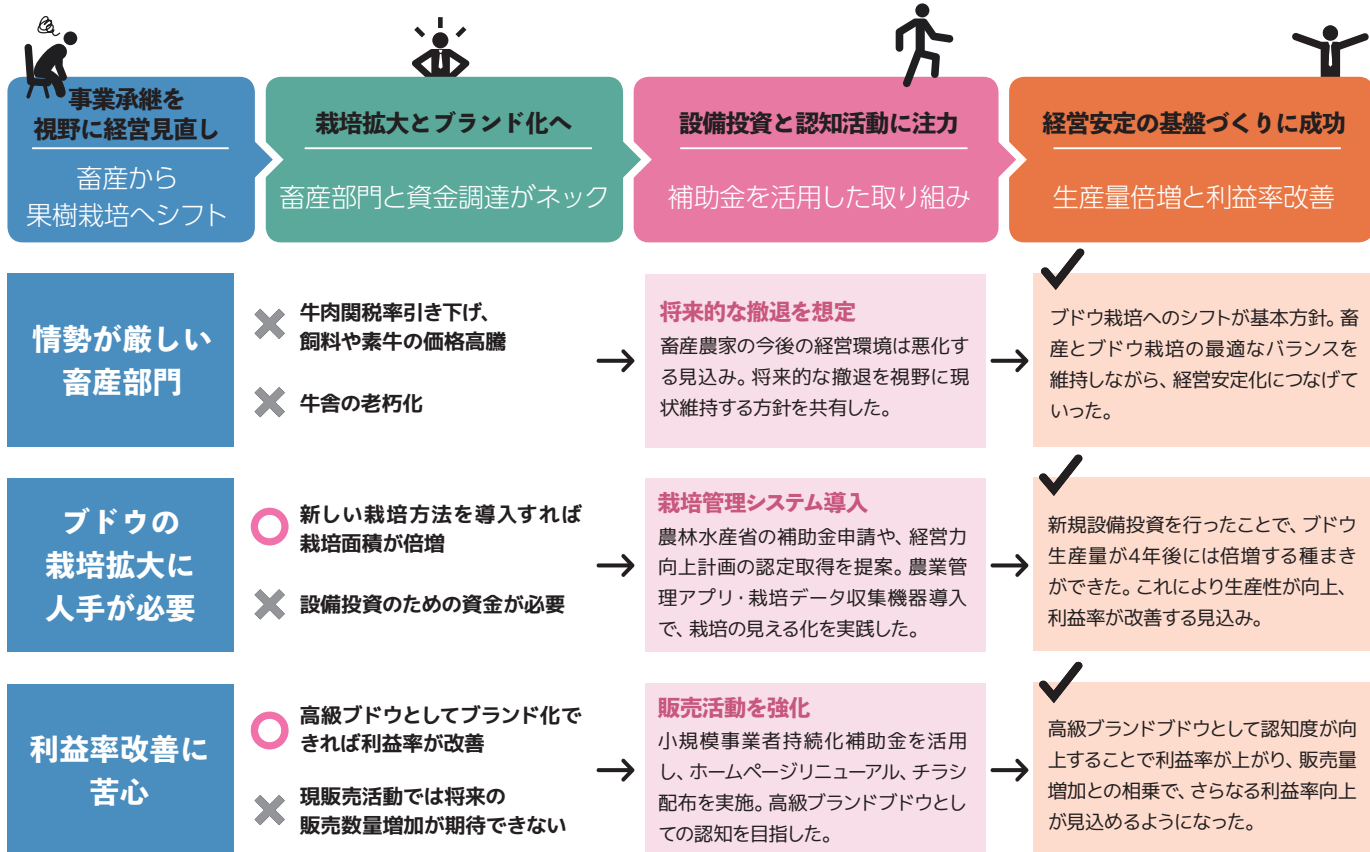 事業承継を
視野に経営見直し
畜産から
果樹栽培へシフト
栽培拡大とブランド化へ
畜産部門と資金調達がネック
設備投資と認知活動に注力
補助金を活用した取り組み
経営安定の基盤づくりに成功
生産量倍増と利益率改善
情勢が厳しい
畜産部門
牛肉関税率引き下げ、
飼料や素牛の価格高騰
牛舎の老朽化
将来的な撤退を想定
畜産農家の今後の経営環境は悪化す
る見込み。将来的な撤退を視野に現
状維持する方針を共有した。
ブドウ栽培へのシフトが基本方針。畜
産とブドウ栽培の最適なバランスを
維持しながら、経営安定化につなげて
いった。
ブドウの
栽培拡大に
人手が必要
新しい栽培方法を導入すれば
栽培面積が倍増
設備投資のための資金が必要
栽培管理システム導入
農林水産省の補助金申請や、経営力
向上計画の認定取得を提案。農業管
理アプリ・栽培データ収集機器導入
で、栽培の見える化を実践した。
新規設備投資を行ったことで、ブドウ
生産量が4年後には倍増する種まき
ができた。これにより生産性が向上、
利益率が改善する見込み。
利益率改善に
苦心
高級ブドウとしてブランド化で
きれば利益率が改善
現販売活動では将来の
販売数量増加が期待できない
販売活動を強化
小規模事業者持続化補助金を活用
し、ホームページリニューアル、チラシ
配布を実施。高級ブランドブドウとし
ての認知を目指した。
高級ブランドブドウとして認知度が向
上することで利益率が上がり、販売量
増加との相乗で、さらなる利益率向上
が見込めるようになった。